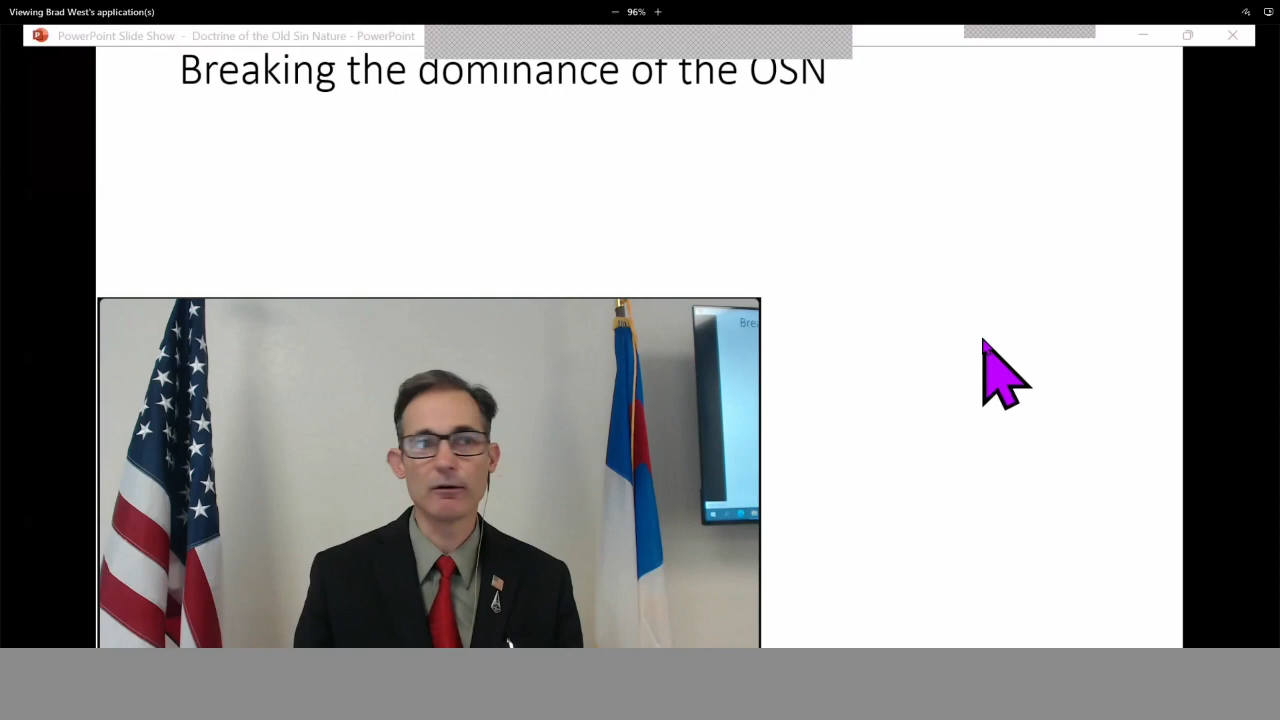 Viewing Brad West's application(s)
96%
PowerPoint Slide Show - Doctrine of the Old Sin Nature - PowerPoint
Breaking the dominance of the OSN
Brea